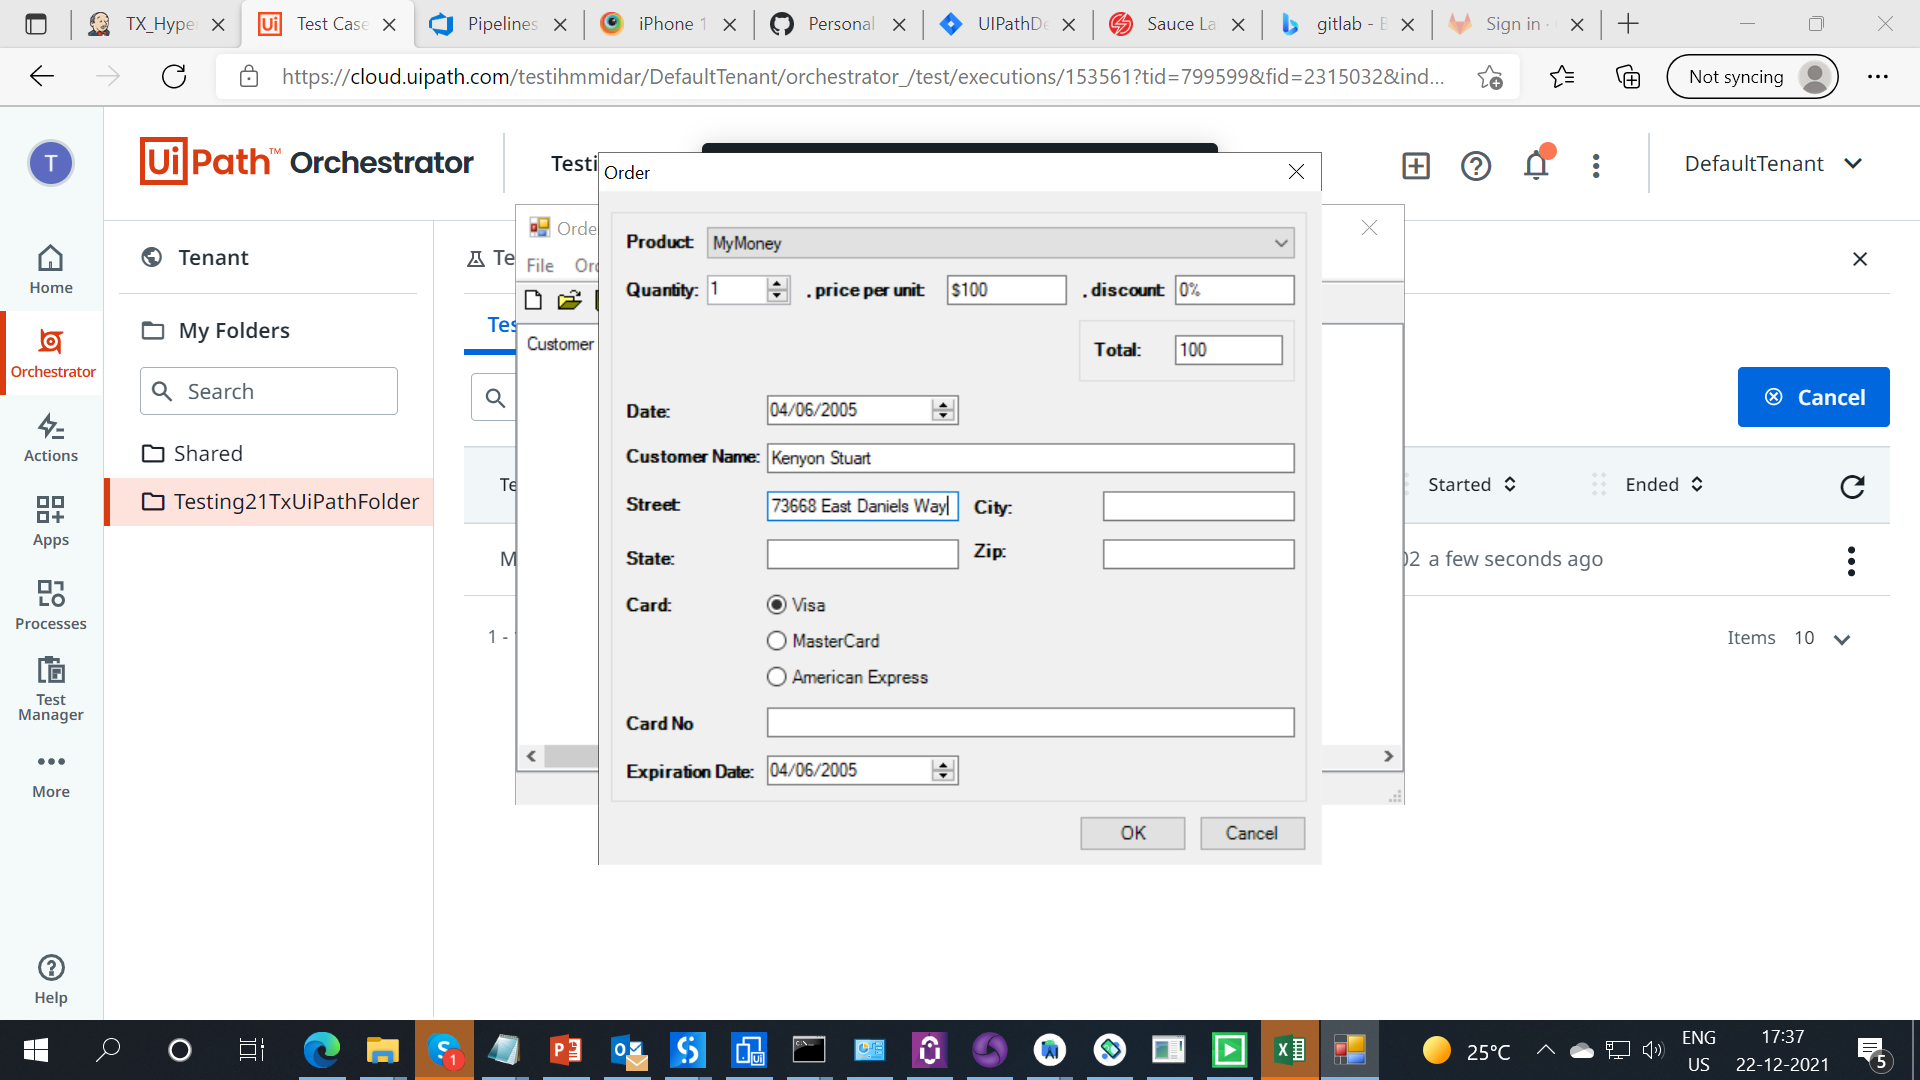 TX_Hype
Test Case
Pipelines
iPhone 1
Personal
UIPathDe
Sauce La
gitlab - B
Sign in ·
https://cloud.uipath.com/testihmmidar/DefaultTenant/orchestrator_/test/executions/153561?tid=799599&fid=2315032&ind...
Not syncing
T
UiPath™ Orchestrator
Testi
DefaultTenant
Home
Orchestrator
Actions
Apps
Processes
Test
Manager
More
Help
Tenant
My Folders
Search
Shared
Testing21TxUiPathFolder
Te
Tes
Te
M
1 -
Orde
File Orc
Customer
Order
Product: MyMoney
Quantity: 1 , price per unit: $100 , discount: 0%
Total: 100
Date: 04/06/2005
Customer Name: Kenyon Stuart
Street: 73668 East Daniels Way City:
State: Zip:
Card: Visa
MasterCard
American Express
Card No
Expiration Date: 04/06/2005
OK Cancel
Cancel
Started Ended
02 a few seconds ago
Items 10
1
25°C
ENG
US
17:37
22-12-2021
5